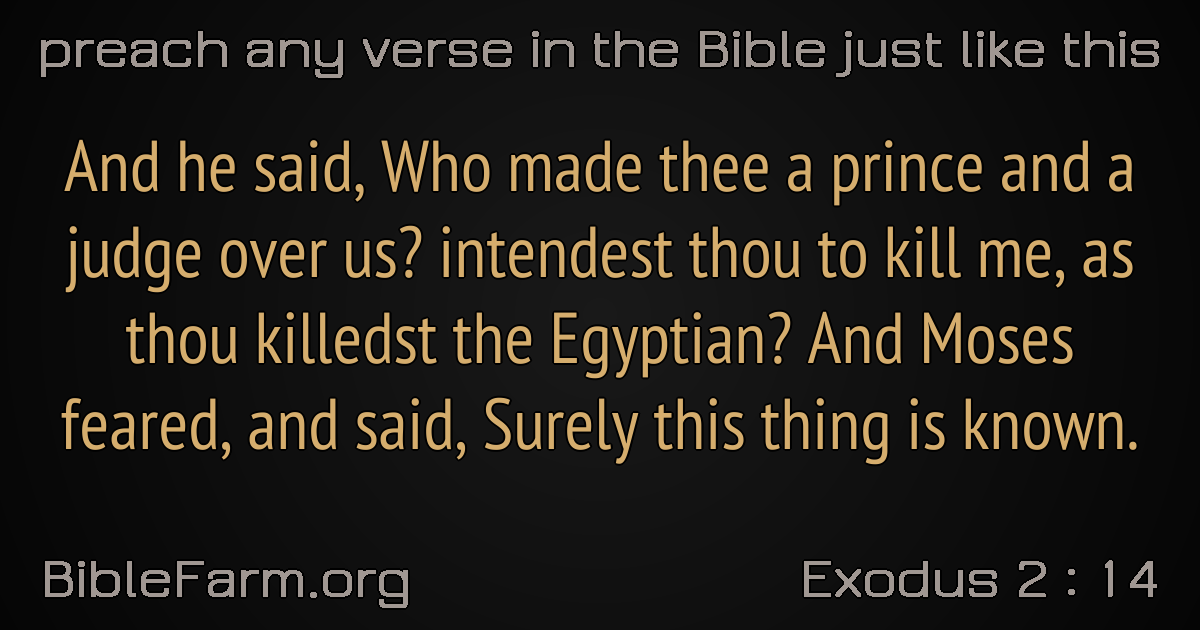 preach any verse in the Bible just like this
And he said, Who made thee a prince and a
judge over us? intendest thou to kill me, as
thou killedst the Egyptian? And Moses
feared, and said, Surely this thing is known.
BibleFarm.org
Exodus 2 : 14